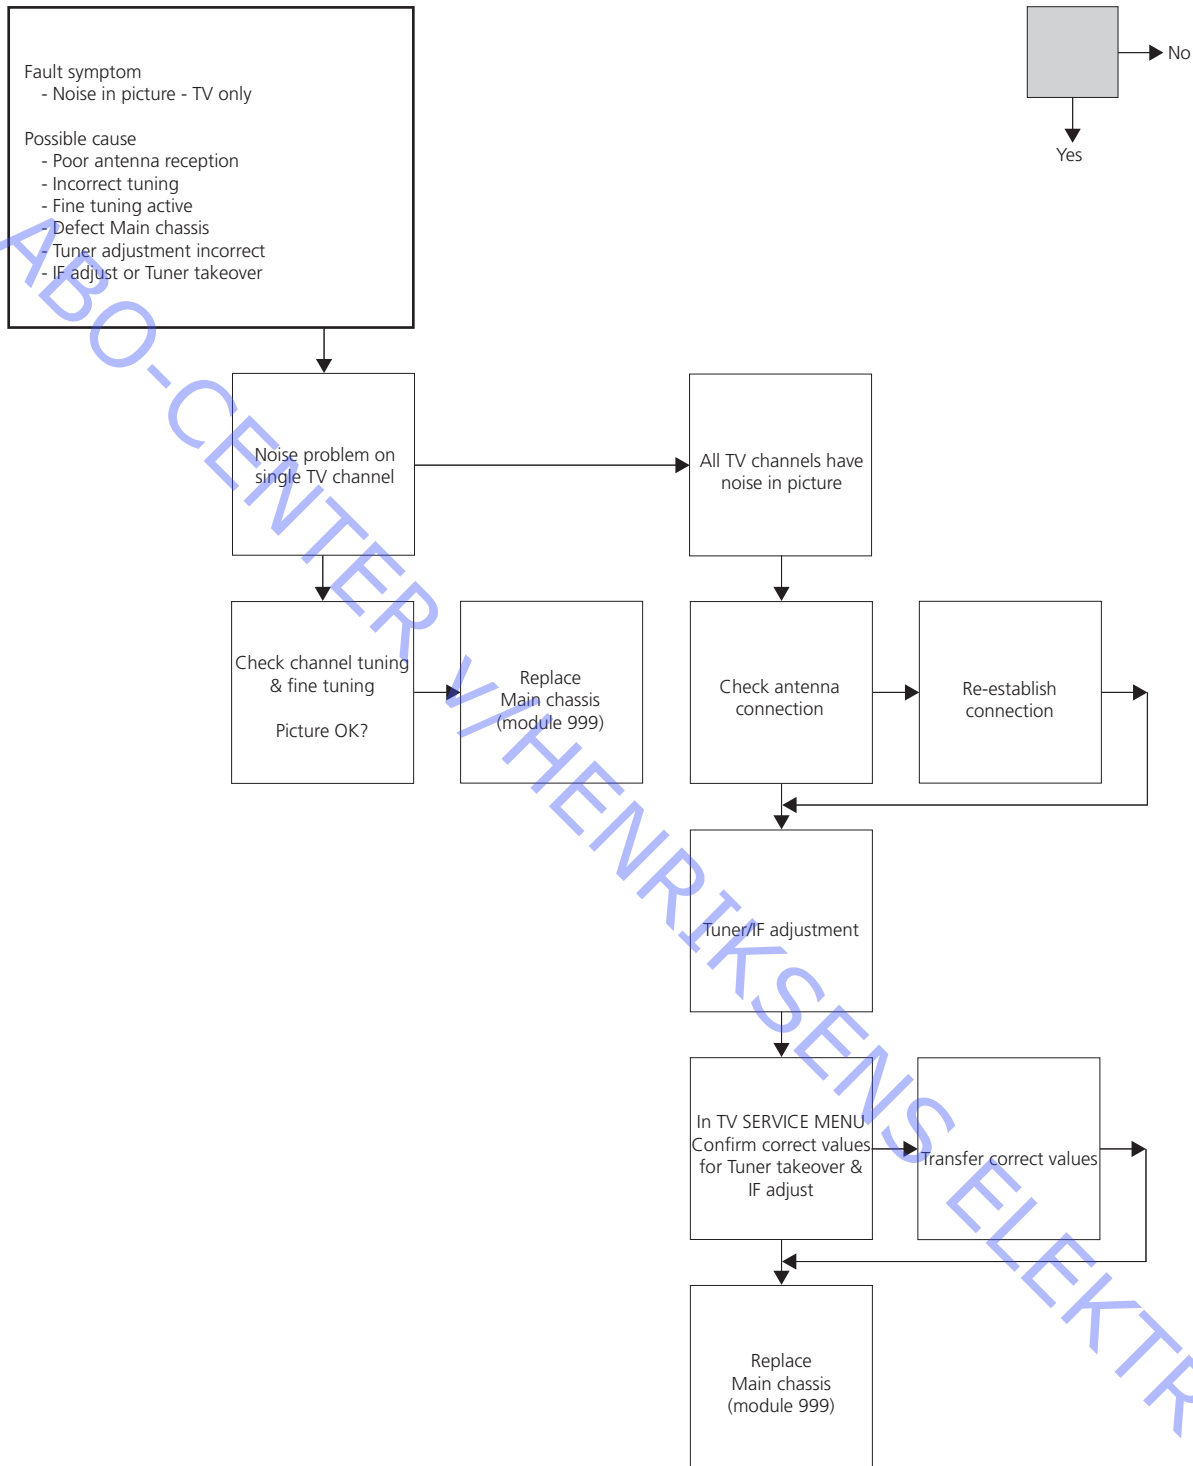 Fault symptom
- Noise in picture - TV only
Possible cause
- Poor antenna reception
- Incorrect tuning
- Fine tuning active
- Defect Main chassis
- Tuner adjustment incorrect
- IF adjust or Tuner takeover
No
Yes
Noise problem on
single TV channel
All TV channels have
noise in picture
Check channel tuning
& fine tuning
Picture OK?
Replace
Main chassis
(module 999)
Check antenna
connection
Re-establish
connection
Tuner/IF adjustment
In TV SERVICE MENU
Confirm correct values
for Tuner takeover &
IF adjust
Transfer correct values
Replace
Main chassis
(module 999)
ABO-CENTER v/HENRIKSENS ELEKTR